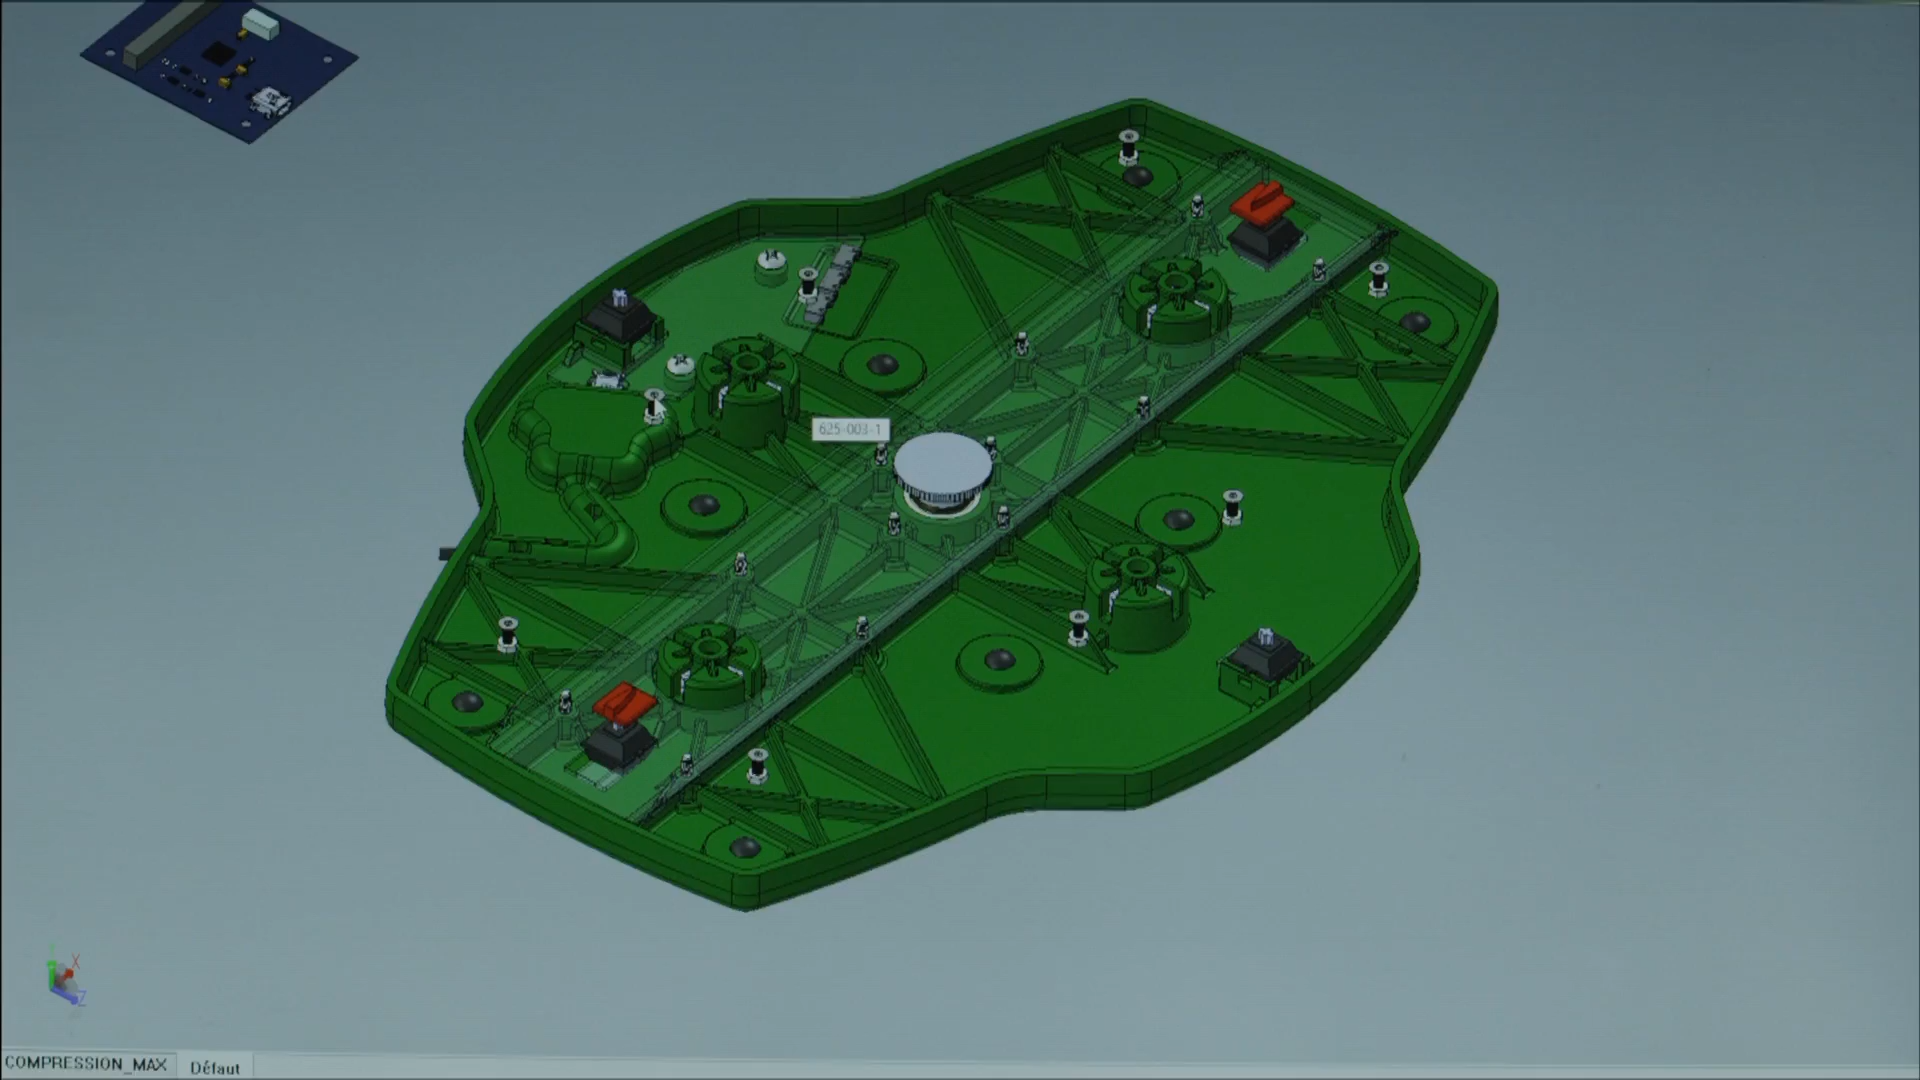 625-003-1
X
Z
COMPRESSION_MAX
Défaut